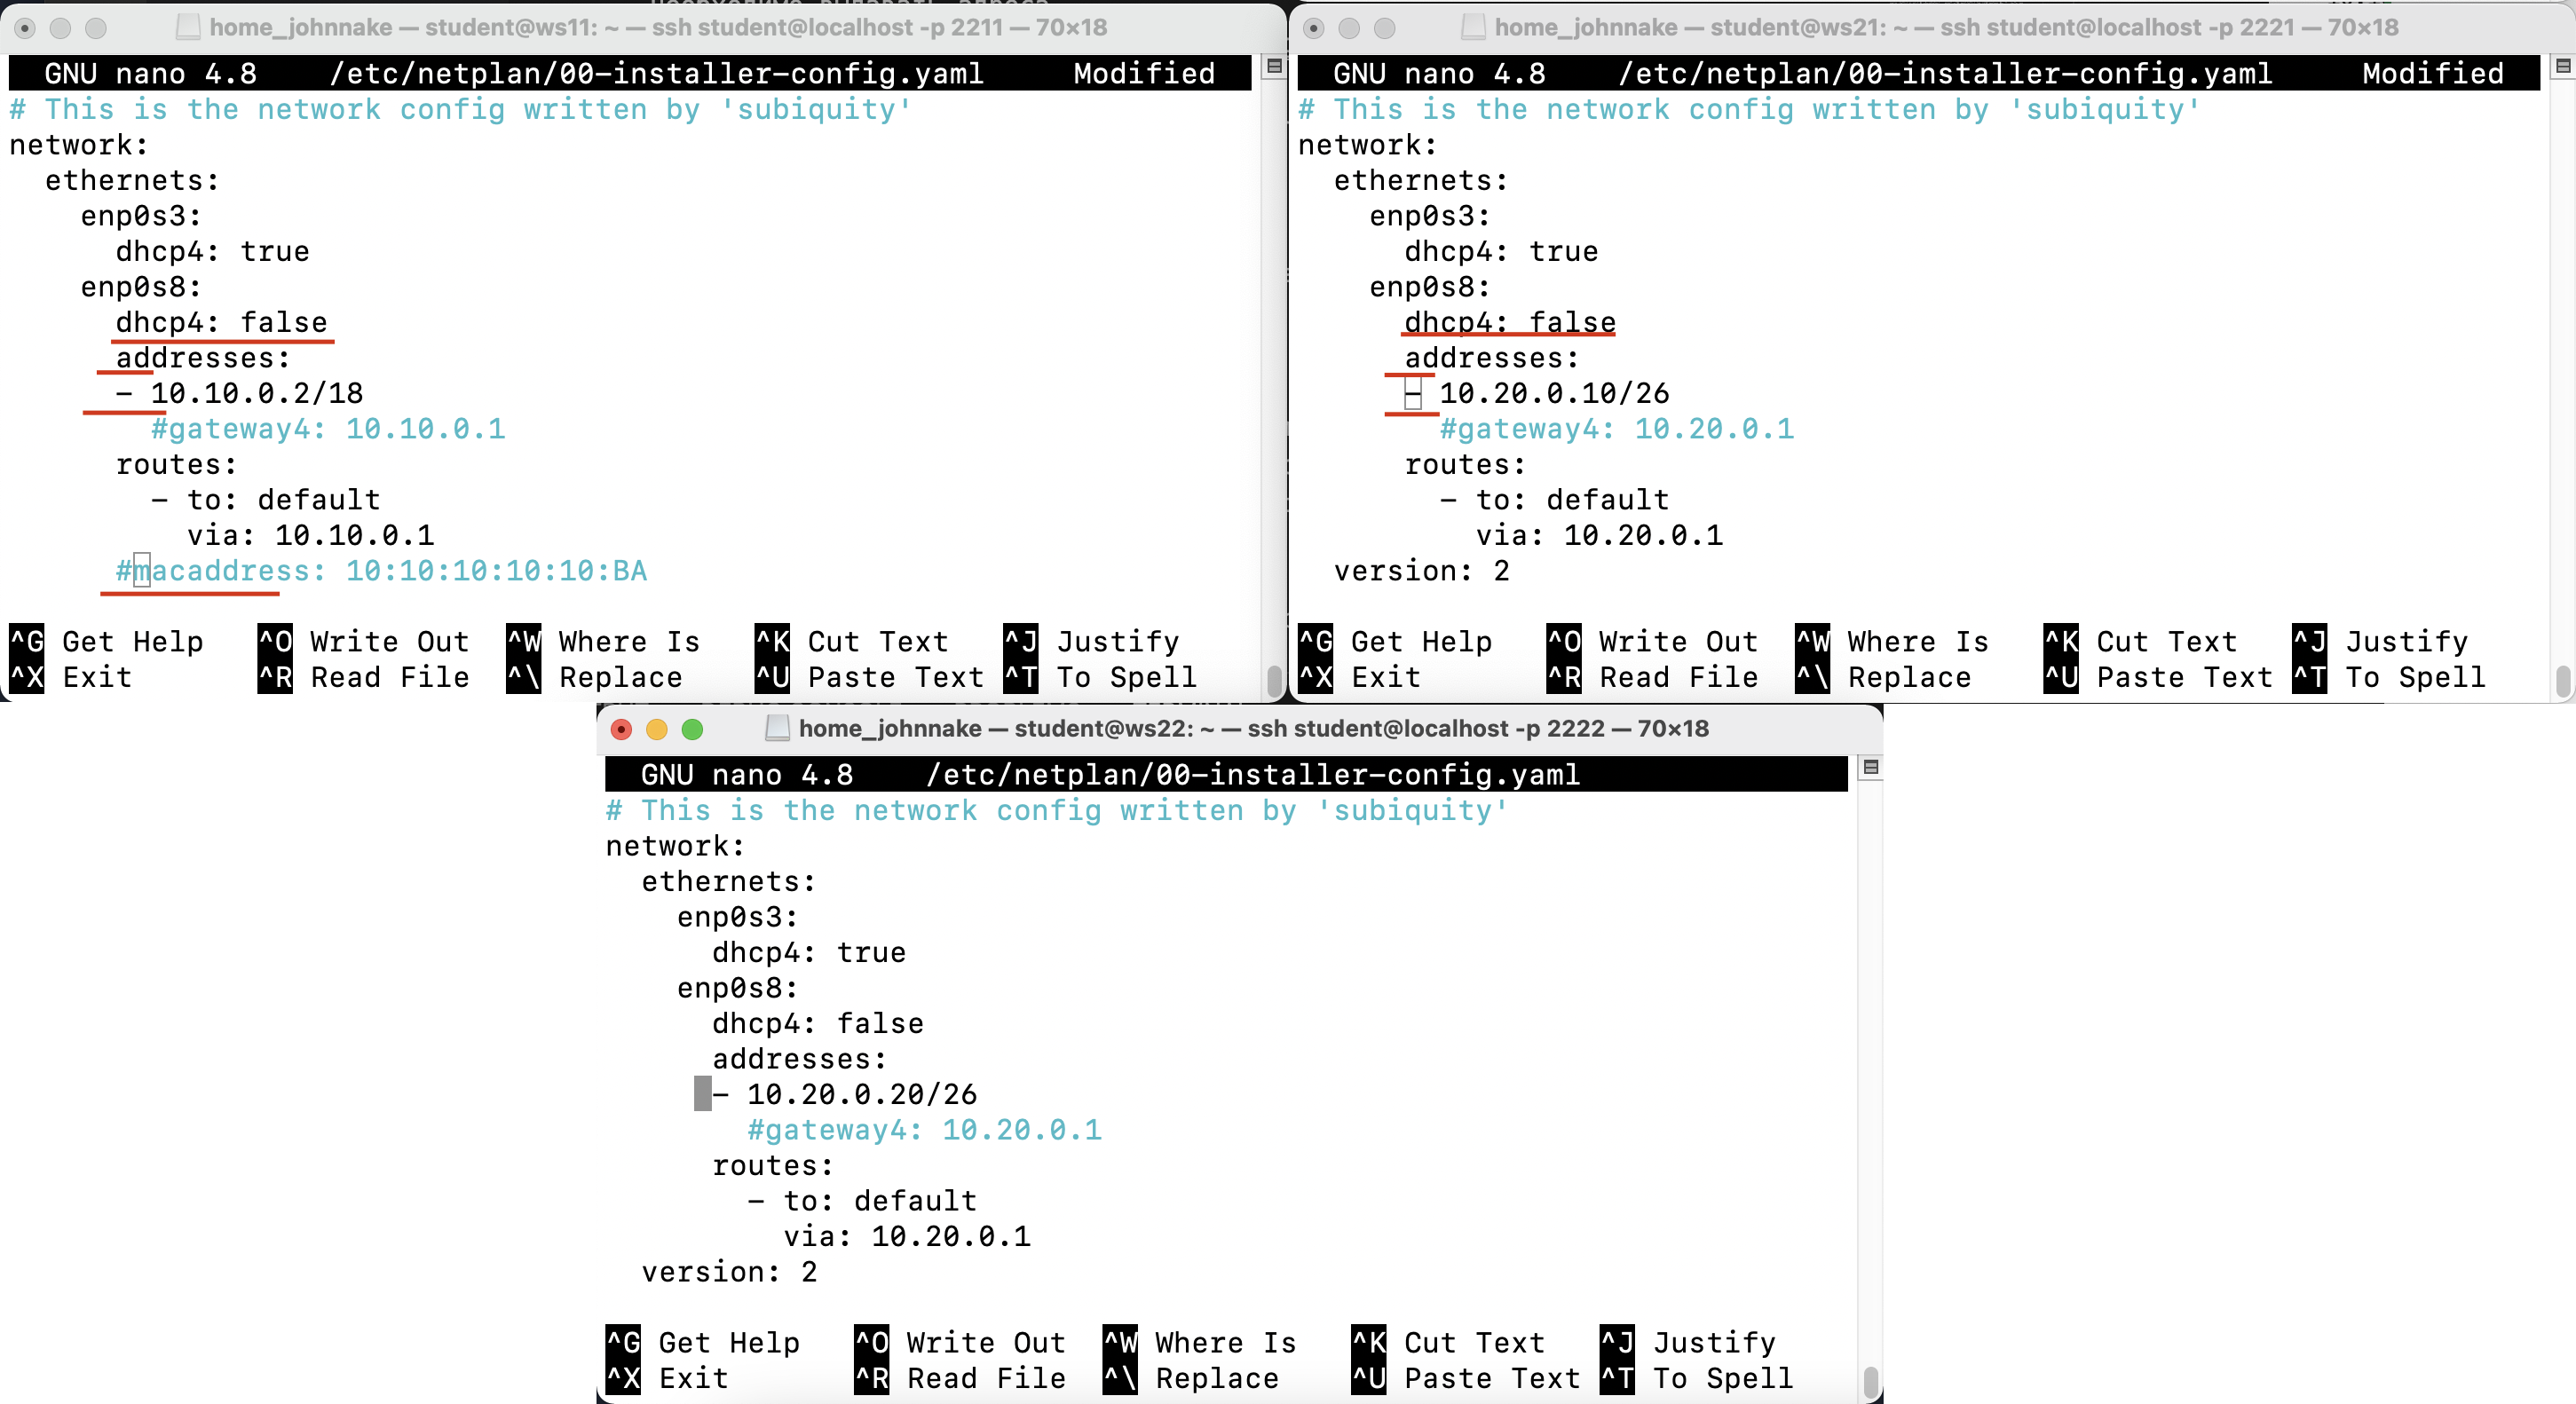 home_johnnake — student@ws11: ~ — ssh student@localhost -p 2211 — 70×18
GNU nano 4.8 /etc/netplan/00-installer-config.yaml Modified
# This is the network config written by 'subiquity'
network:
ethernets:
enp0s3:
dhcp4: true
enp0s8:
dhcp4: false
addresses:
- 10.10.0.2/18
#gateway4: 10.10.0.1
routes:
- to: default
via: 10.10.0.1
#macaddress: 10:10:10:10:10:BA
^G Get Help ^O Write Out ^W Where Is ^K Cut Text ^J Justify
^X Exit ^R Read File ^\ Replace ^U Paste Text ^T To Spell
home_johnnake — student@ws21: ~ — ssh student@localhost -p 2221 — 70×18
GNU nano 4.8 /etc/netplan/00-installer-config.yaml Modified
# This is the network config written by 'subiquity'
network:
ethernets:
enp0s3:
dhcp4: true
enp0s8:
dhcp4: false
addresses:
- 10.20.0.10/26
#gateway4: 10.20.0.1
routes:
- to: default
via: 10.20.0.1
version: 2
^G Get Help ^O Write Out ^W Where Is ^K Cut Text ^J Justify
^X Exit ^R Read File ^\ Replace ^U Paste Text ^T To Spell
home_johnnake — student@ws22: ~ — ssh student@localhost -p 2222 — 70×18
GNU nano 4.8 /etc/netplan/00-installer-config.yaml
# This is the network config written by 'subiquity'
network:
ethernets:
enp0s3:
dhcp4: true
enp0s8:
dhcp4: false
addresses:
- 10.20.0.20/26
#gateway4: 10.20.0.1
routes:
- to: default
via: 10.20.0.1
version: 2
^G Get Help ^O Write Out ^W Where Is ^K Cut Text ^J Justify
^X Exit ^R Read File ^\ Replace ^U Paste Text ^T To Spell